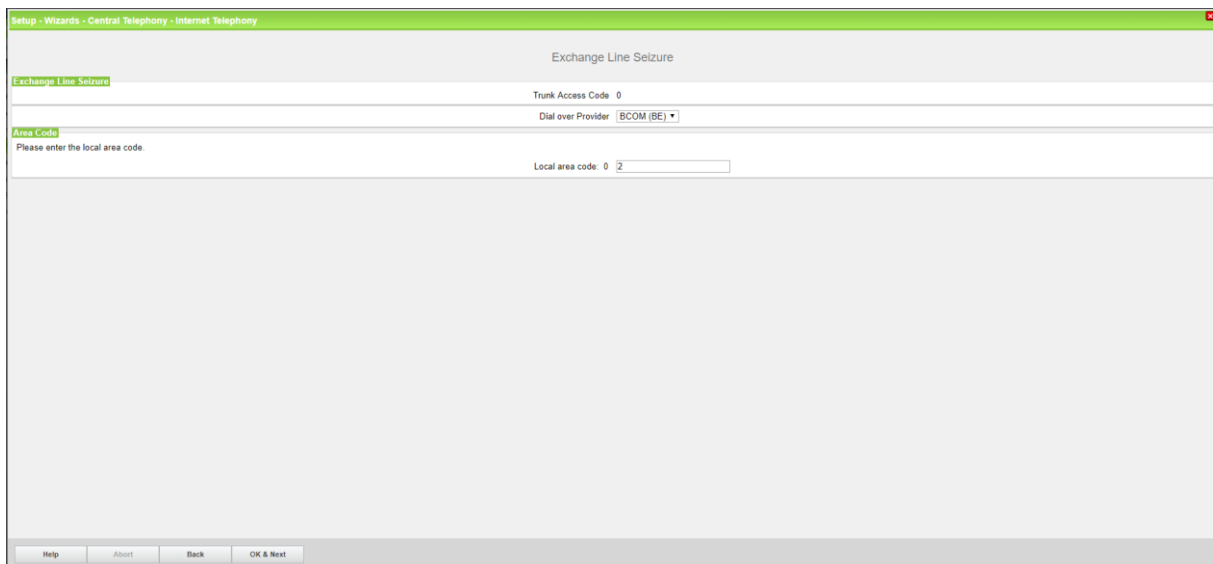 Setup - Wizards - Central Telephony - Internet Telephony
Exchange Line Seizure
Exchange Line Seizure
Trunk Access Code 0
Dial over Provider BCOM (BE)
Area Code
Please enter the local area code.
Local area code: 0 2
Help Abort Back OK & Next